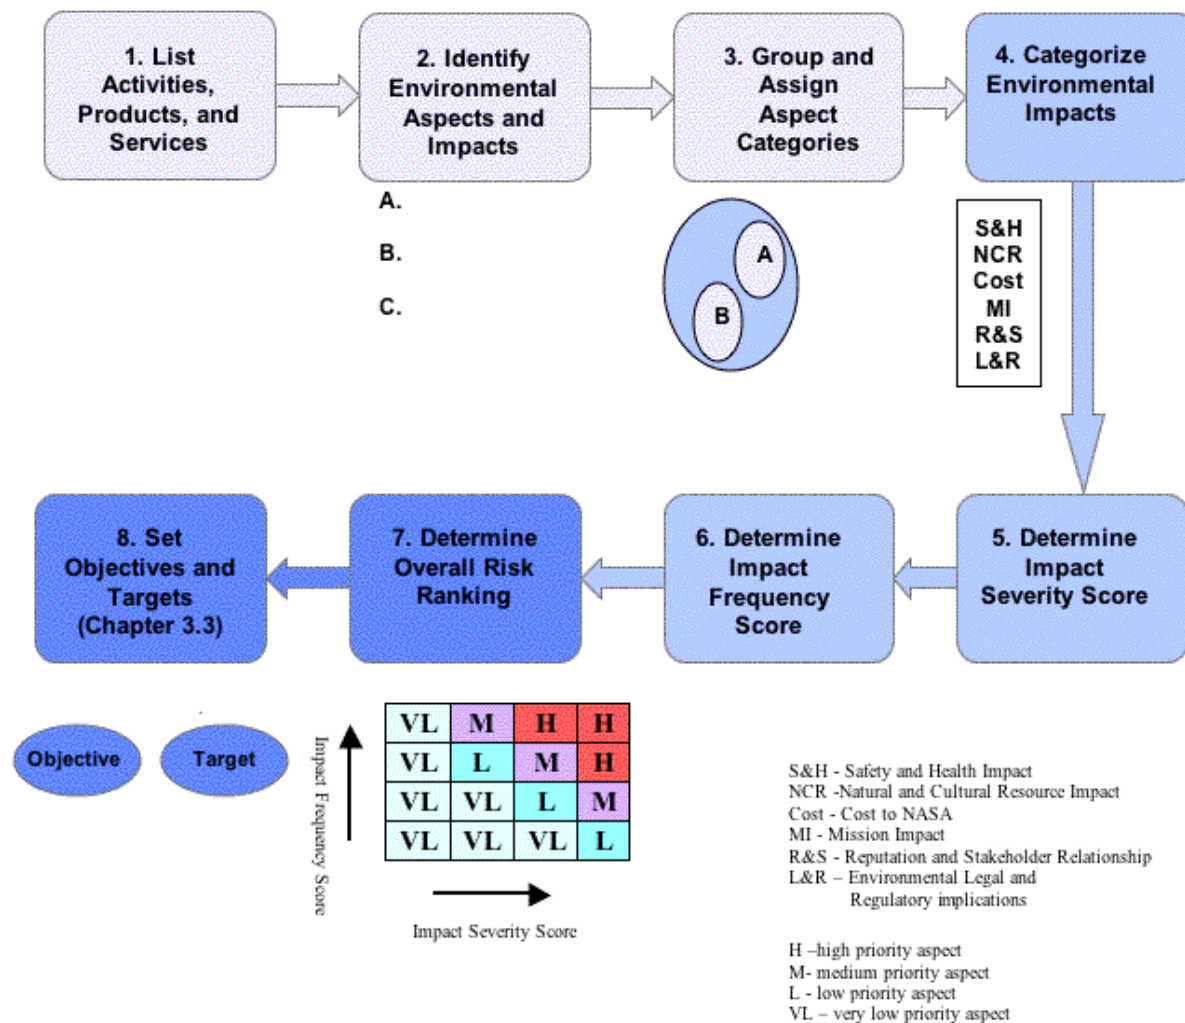 1. List
Activities,
Products, and
Services
2. Identify
Environmental
Aspects and
Impacts
3. Group and
Assign
Aspect
Categories
4. Categorize
Environmental
Impacts
A.
B.
C.
A
B
S&H
NCR
Cost
MI
R&S
L&R
8. Set
Objectives and
Targets
(Chapter 3.3)
7. Determine
Overall Risk
Ranking
6. Determine
Impact
Frequency
Score
5. Determine
Impact
Severity Score
Objective
Target
Impact Frequency
Score
VL M H H
VL L M H
VL VL L M
VL VL VL L
Impact Severity Score
S&H - Safety and Health Impact
NCR -Natural and Cultural Resource Impact
Cost - Cost to NASA
MI - Mission Impact
R&S - Reputation and Stakeholder Relationship
L&R – Environmental Legal and
Regulatory implications
H –high priority aspect
M- medium priority aspect
L - low priority aspect
VL – very low priority aspect